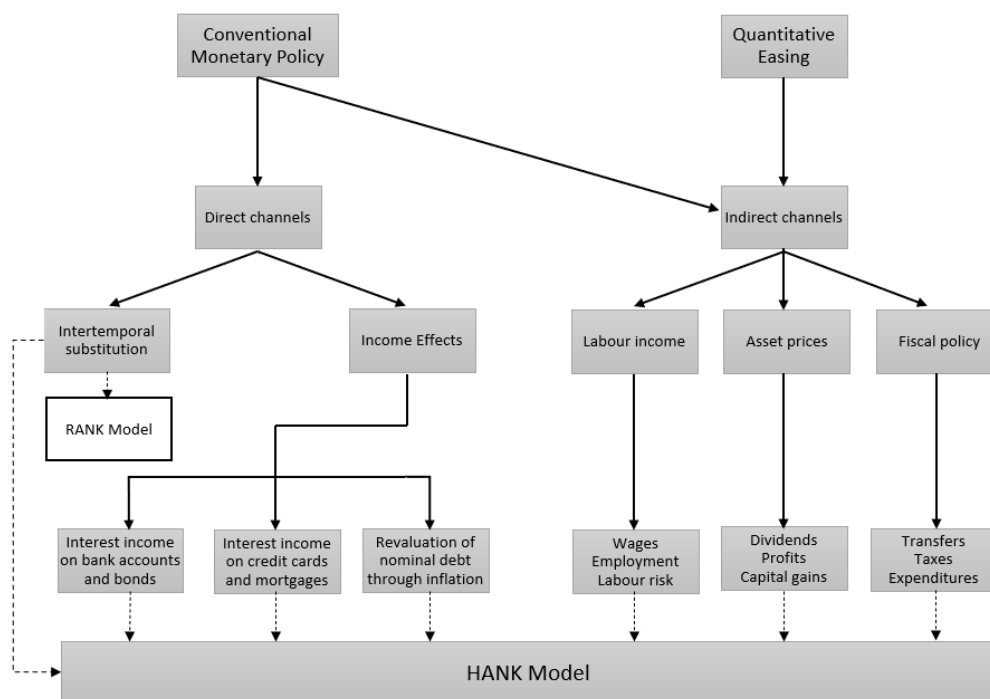 Conventional
Monetary Policy
Quantitative
Easing
Direct channels
Indirect channels
Intertemporal
substitution
Income Effects
Labour income
Asset prices
Fiscal policy
RANK Model
Interest income
on bank accounts
and bonds
Interest income
on credit cards
and mortgages
Revaluation of
nominal debt
through inflation
Wages
Employment
Labour risk
Dividends
Profits
Capital gains
Transfers
Taxes
Expenditures
HANK Model